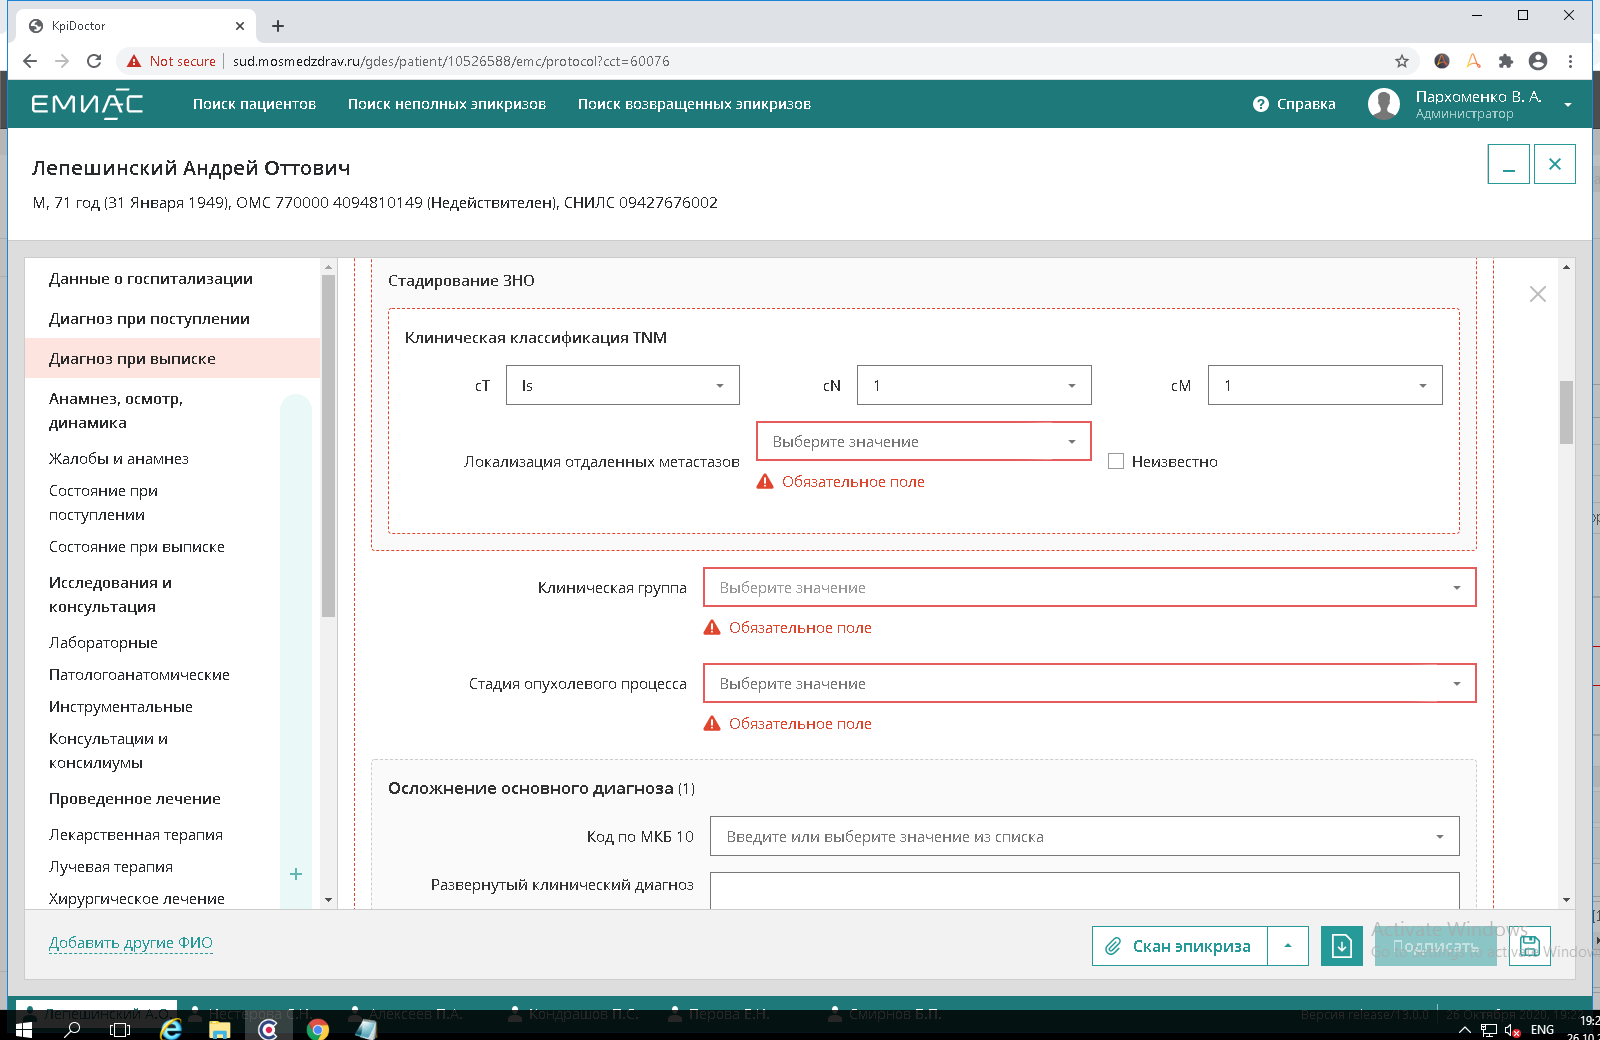 KpiDoctor
Not secure
sud.mosmedzdrav.ru/gdes/patient/10526588/emc/protocol?cct=60076
ЕМИАС
Поиск пациентов
Поиск неполных эпикризов
Поиск возвращенных эпикризов
Справка
Пархоменко В. А.
Администратор
Лепешинский Андрей Оттович
М, 71 год (31 Января 1949), ОМС 770000 4094810149 (Недействителен), СНИЛС 09427676002
Данные о госпитализации
Диагноз при поступлении
Диагноз при выписке
Анамнез, осмотр,
динамика
Жалобы и анамнез
Состояние при
поступлении
Состояние при выписке
Исследования и
консультация
Лабораторные
Патологоанатомические
Инструментальные
Консультации и
консилиумы
Проведенное лечение
Лекарственная терапия
Лучевая терапия
Хирургическое лечение
Стадирование ЗНО
Клиническая классификация TNM
cT
Is
cN
1
cM
1
Локализация отдаленных метастазов
Выберите значение
Неизвестно
Обязательное поле
Клиническая группа
Выберите значение
Обязательное поле
Стадия опухолевого процесса
Выберите значение
Обязательное поле
Осложнение основного диагноза (1)
Код по МКБ 10
Введите или выберите значение из списка
Развернутый клинический диагноз
Добавить другие ФИО
Скан эпикриза
Подписать
Activate Windows
Go to Settings to activate Windows
Лепешинский А.О.
Нестерова С.Н.
Алексеев П.А.
Кондрашов П.С.
Перова Е.Н.
Смирнов Б.П.
Версия release/13.0.0
26 Октября 2020, 19:2
ENG
19:2
26.10.